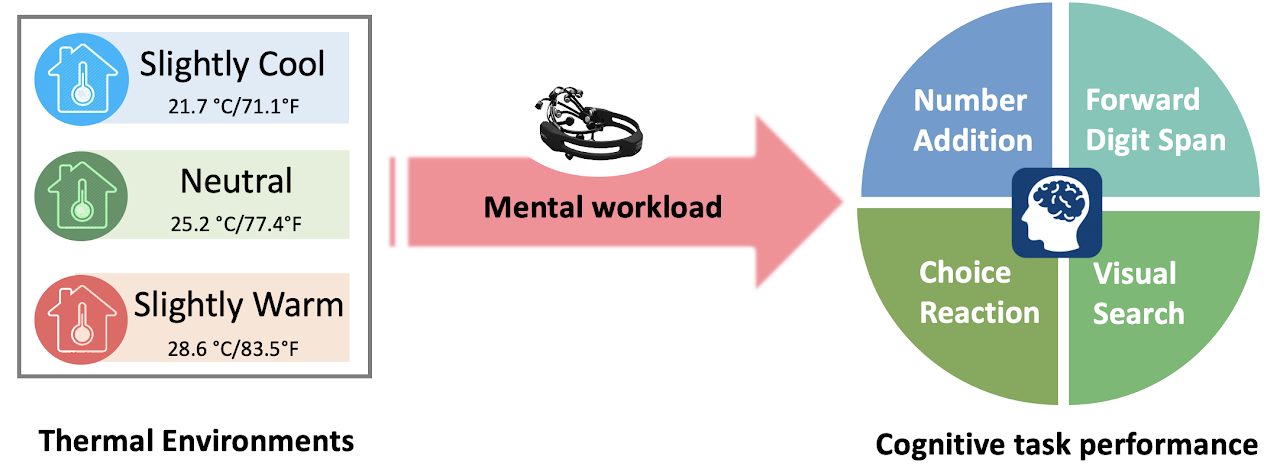 Slightly Cool
21.7 °C/71.1°F
Neutral
25.2 °C/77.4°F
Slightly Warm
28.6 °C/83.5°F
Thermal Environments
Mental workload
Number
Addition
Forward
Digit Span
Choice
Reaction
Visual
Search
Cognitive task performance